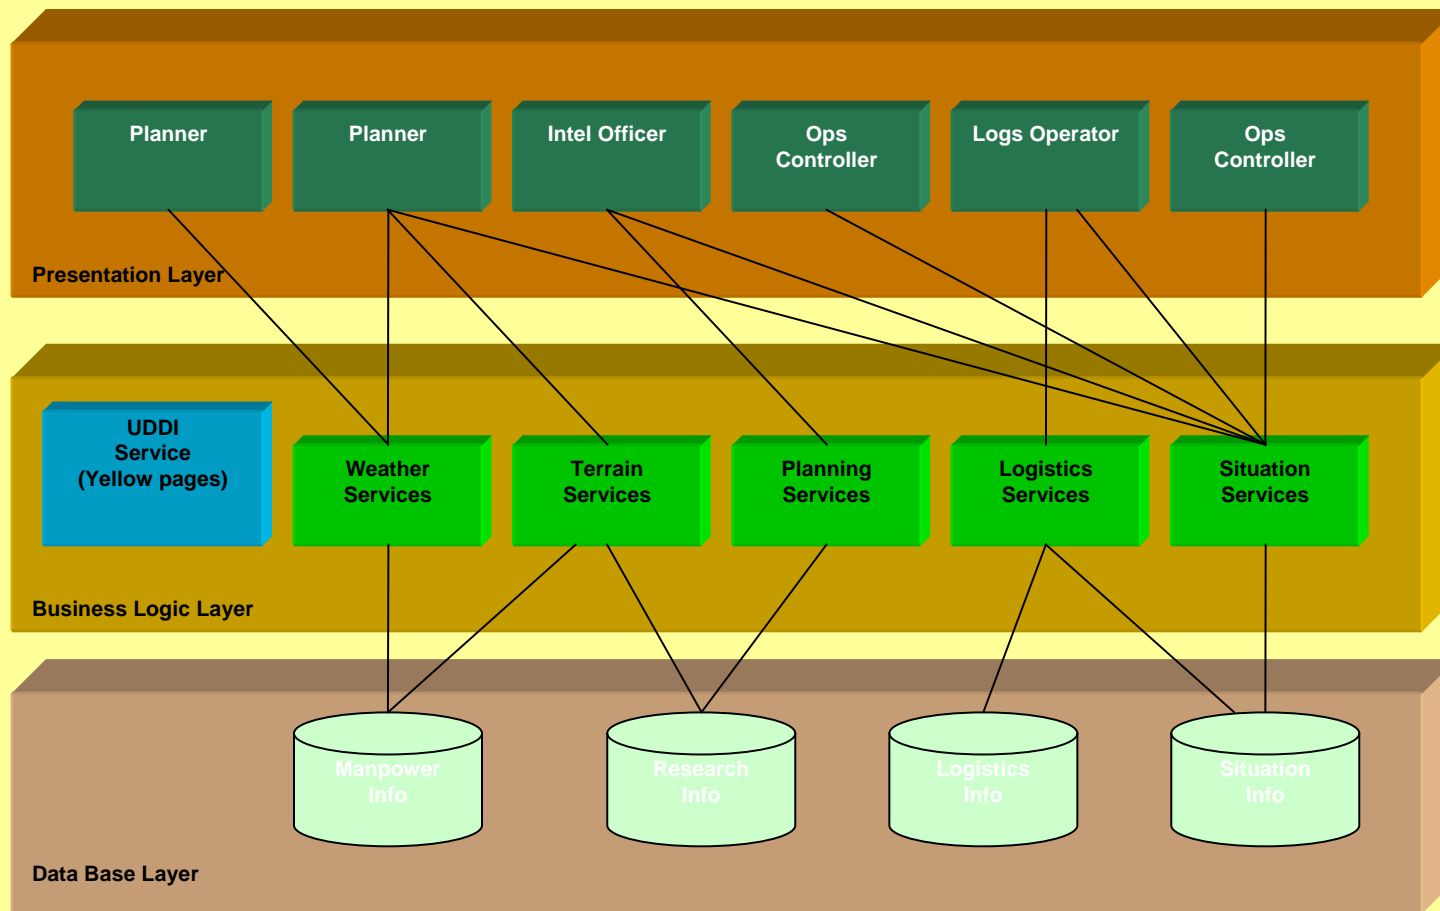 Planner
Planner
Intel Officer
Ops
Controller
Logs Operator
Ops
Controller
Presentation Layer
UDDI
Service
(Yellow pages)
Weather
Services
Terrain
Services
Planning
Services
Logistics
Services
Situation
Services
Business Logic Layer
Manpower
Info
Research
Info
Logistics
Info
Situation
Info
Data Base Layer